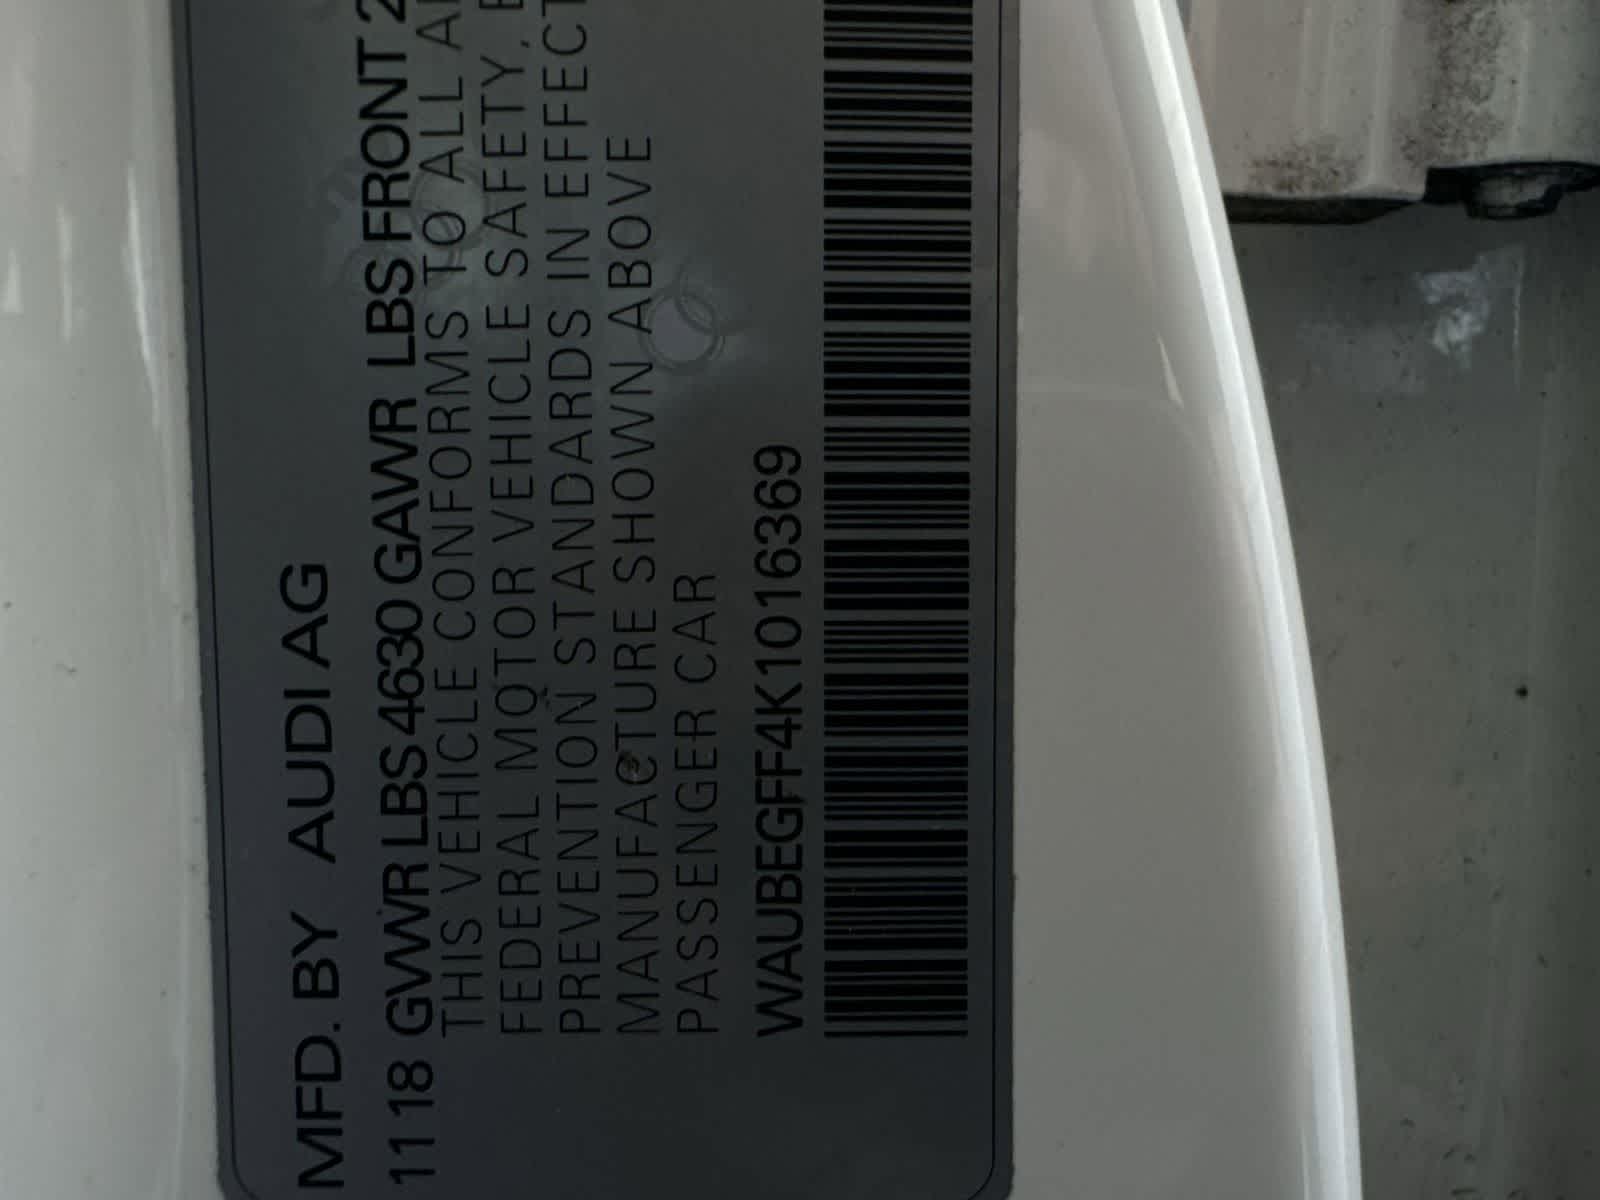 MFD. BY AUDI AG
11 18 GVWR LBS 4630 GAWR LBS FRONT 2
THIS VEHICLE CONFORMS TO ALL
FEDERAL MOTOR VEHICLE SAFETY,
PREVENTION STANDARDS IN EFFECT
MANUFACTURE SHOWN ABOVE
PASSENGER CAR
WAUBEGFF4K1016369